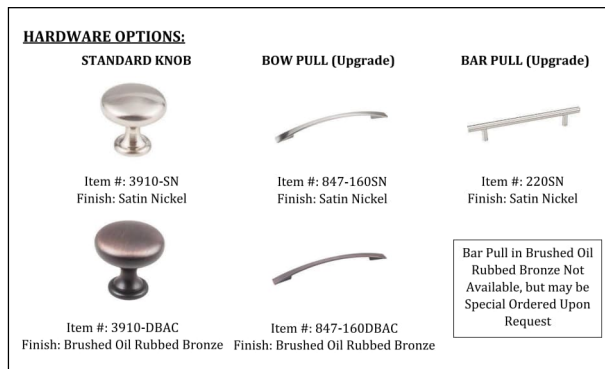 HARDWARE OPTIONS:
STANDARD KNOB
BOW PULL (Upgrade)
BAR PULL (Upgrade)
Item #: 3910-SN
Finish: Satin Nickel
Item #: 847-160SN
Finish: Satin Nickel
Item #: 220SN
Finish: Satin Nickel
Item #: 3910-DBAC
Finish: Brushed Oil Rubbed Bronze
Item #: 847-160DBAC
Finish: Brushed Oil Rubbed Bronze
Bar Pull in Brushed Oil
Rubbed Bronze Not
Available, but may be
Special Ordered Upon
Request